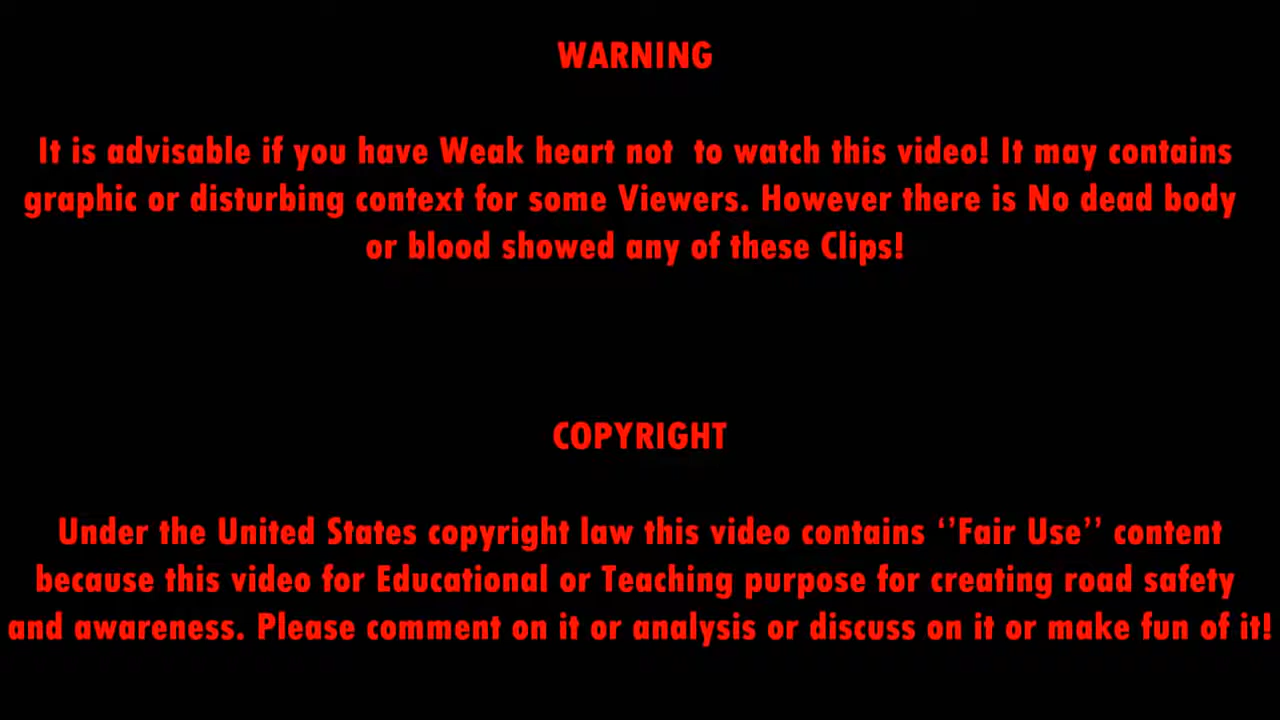 WARNING
It is advisable if you have Weak heart not  to watch this video! It may contains
graphic or disturbing context for some Viewers. However there is No dead body
or blood showed any of these Clips!
COPYRIGHT
Under the United States copyright law this video contains ‘’Fair Use’’ content
because this video for Educational or Teaching purpose for creating road safety
and awareness. Please comment on it or analysis or discuss on it or make fun of it!